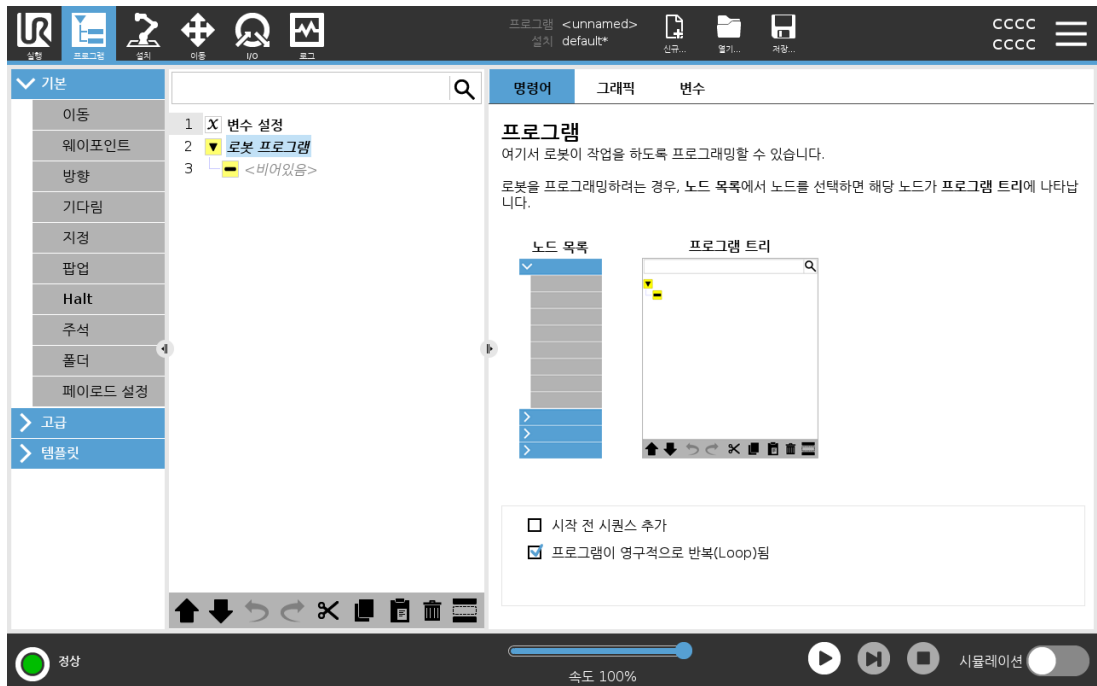 UR
실행
프로그램
설치
이동
I/O
로그
프로그램 <unnamed>
설치 default*
신규...
열기...
저장...
CCCC
CCCC
기본
이동
웨이포인트
방향
기다림
지정
팝업
Halt
주석
폴더
페이로드 설정
고급
템플릿
1 X 변수 설정
2 로봇 프로그램
3 <비어있음>
명령어 그래픽 변수
프로그램
여기서 로봇이 작업을 하도록 프로그래밍할 수 있습니다.
로봇을 프로그래밍하려는 경우, 노드 목록에서 노드를 선택하면 해당 노드가 프로그램 트리에 나타납
니다.
노드 목록 프로그램 트리
시작 전 시퀀스 추가
프로그램이 영구적으로 반복(Loop)됨
정상
속도 100%
시뮬레이션